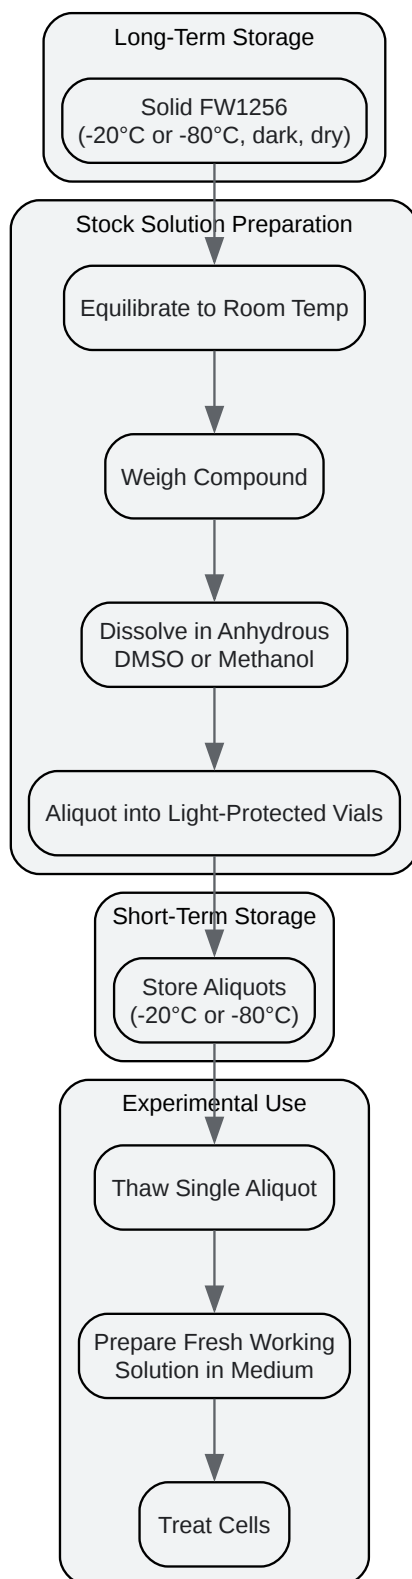 Long-Term Storage
Solid FW1256
(-20°C or -80°C, dark, dry)
Stock Solution Preparation
Equilibrate to Room Temp
Weigh Compound
Dissolve in Anhydrous
DMSO or Methanol
Aliquot into Light-Protected Vials
Short-Term Storage
Store Aliquots
(-20°C or -80°C)
Experimental Use
Thaw Single Aliquot
Prepare Fresh Working
Solution in Medium
Treat Cells